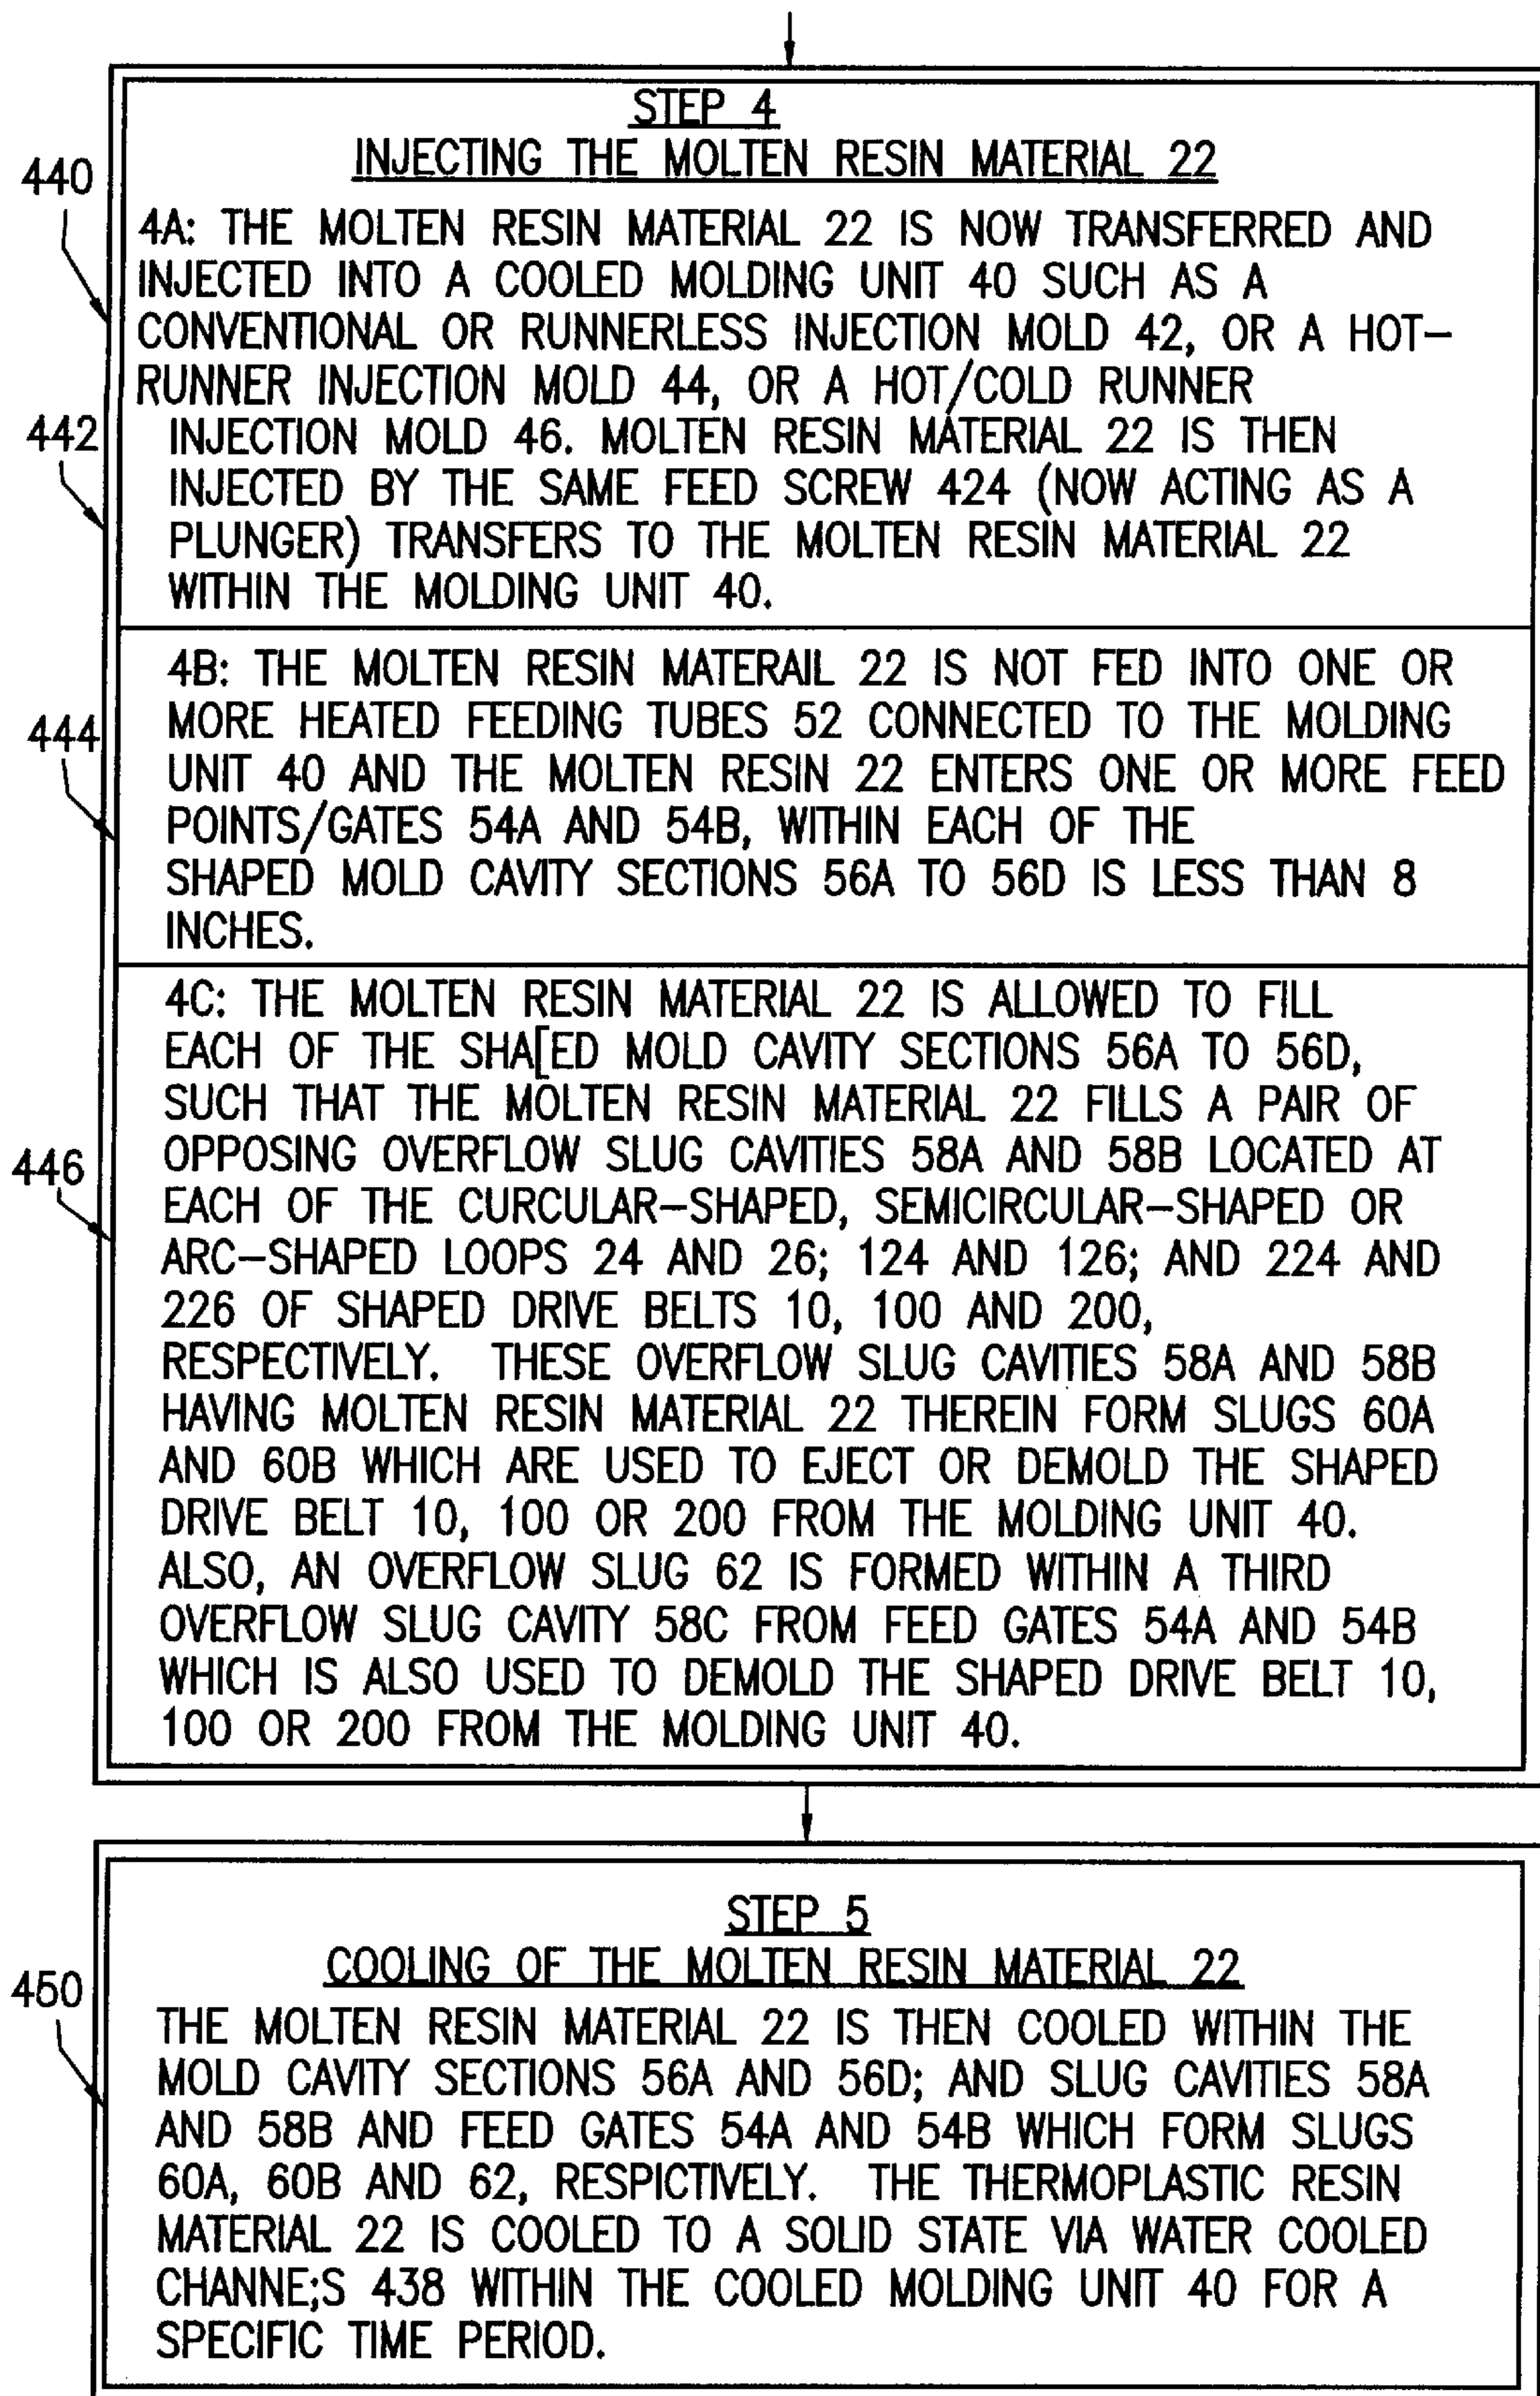 STEP 4
INJECTING THE MOLTEN RESIN MATERIAL 22
440
4A: THE MOLTEN RESIN MATERIAL 22 IS NOW TRANSFERRED AND
INJECTED INTO A COOLED MOLDING UNIT 40 SUCH AS A
CONVENTIONAL OR RUNNERLESS INJECTION MOLD 42, OR A HOT-
RUNNER INJECTION MOLD 44, OR A HOT/COLD RUNNER
442
INJECTION MOLD 46. MOLTEN RESIN MATERIAL 22 IS THEN
INJECTED BY THE SAME FEED SCREW 424 (NOW ACTING AS A
PLUNGER) TRANSFERS TO THE MOLTEN RESIN MATERIAL 22
WITHIN THE MOLDING UNIT 40.
4B: THE MOLTEN RESIN MATERAIL 22 IS NOT FED INTO ONE OR
444
MORE HEATED FEEDING TUBES 52 CONNECTED TO THE MOLDING
UNIT 40 AND THE MOLTEN RESIN 22 ENTERS ONE OR MORE FEED
POINTS/GATES 54A AND 54B, WITHIN EACH OF THE
SHAPED MOLD CAVITY SECTIONS 56A TO 56D IS LESS THAN 8
INCHES.
4C: THE MOLTEN RESIN MATERIAL 22 IS ALLOWED TO FILL
EACH OF THE SHA[ED MOLD CAVITY SECTIONS 56A TO 56D,
SUCH THAT THE MOLTEN RESIN MATERIAL 22 FILLS A PAIR OF
OPPOSING OVERFLOW SLUG CAVITIES 58A AND 58B LOCATED AT
446
EACH OF THE CURCULAR-SHAPED, SEMICIRCULAR-SHAPED OR
ARC-SHAPED LOOPS 24 AND 26; 124 AND 126; AND 224 AND
226 OF SHAPED DRIVE BELTS 10, 100 AND 200,
RESPECTIVELY. THESE OVERFLOW SLUG CAVITIES 58A AND 58B
HAVING MOLTEN RESIN MATERIAL 22 THEREIN FORM SLUGS 60A
AND 60B WHICH ARE USED TO EJECT OR DEMOLD THE SHAPED
DRIVE BELT 10, 100 OR 200 FROM THE MOLDING UNIT 40.
ALSO, AN OVERFLOW SLUG 62 IS FORMED WITHIN A THIRD
OVERFLOW SLUG CAVITY 58C FROM FEED GATES 54A AND 54B
WHICH IS ALSO USED TO DEMOLD THE SHAPED DRIVE BELT 10,
100 OR 200 FROM THE MOLDING UNIT 40.
STEP 5
COOLING OF THE MOLTEN RESIN MATERIAL 22
450
THE MOLTEN RESIN MATERIAL 22 IS THEN COOLED WITHIN THE
MOLD CAVITY SECTIONS 56A AND 56D; AND SLUG CAVITIES 58A
AND 58B AND FEED GATES 54A AND 54B WHICH FORM SLUGS
60A, 60B AND 62, RESPICTIVELY. THE THERMOPLASTIC RESIN
MATERIAL 22 IS COOLED TO A SOLID STATE VIA WATER COOLED
CHANNE;S 438 WITHIN THE COOLED MOLDING UNIT 40 FOR A
SPECIFIC TIME PERIOD.